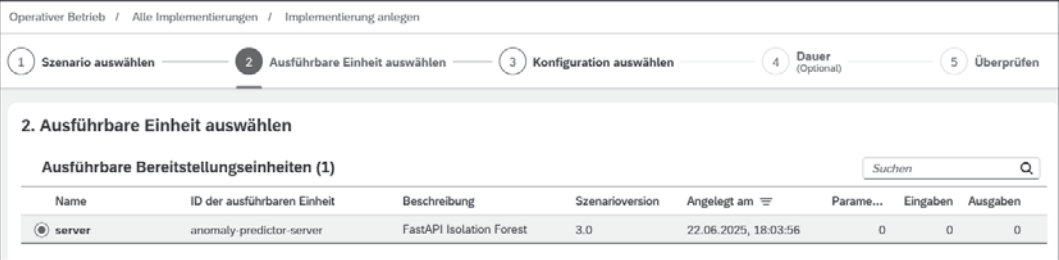 Operativer Betrieb / Alle Implementierungen / Implementierung anlegen
1 Szenario auswählen 2 Ausführbare Einheit auswählen 3 Konfiguration auswählen 4 Dauer (Optional) 5 Überprüfen
2. Ausführbare Einheit auswählen
Ausführbare Bereitstellungseinheiten (1) Suchen
Name ID der ausführbaren Einheit Beschreibung Szenarioversion Angelegt am Parame... Eingaben Ausgaben
server anomaly-predictor-server FastAPI Isolation Forest 3.0 22.06.2025, 18:03:56 0 0 0